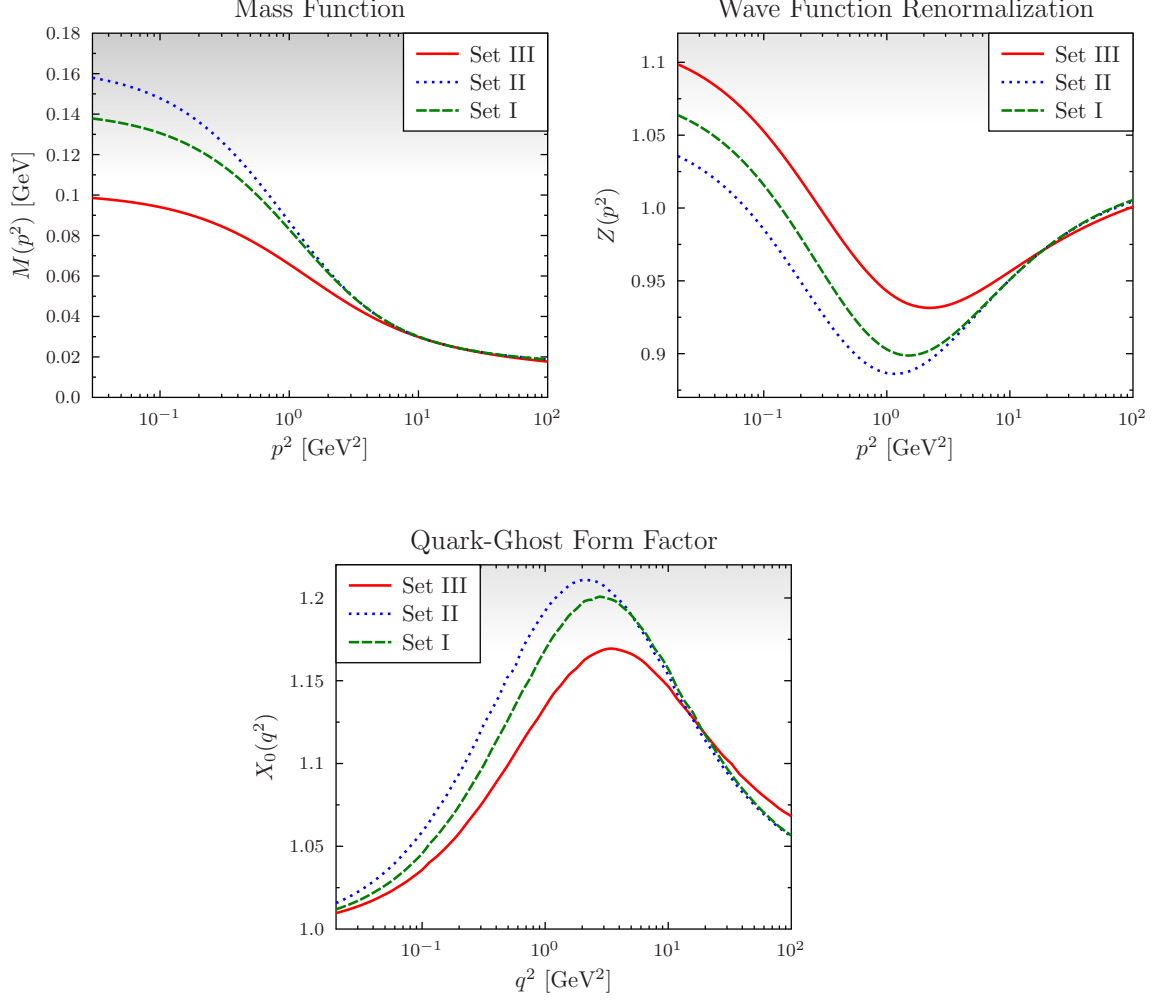 Mass Function
Wave Function Renormalization
0.18
0.16
0.14
0.12
0.1
0.08
0.06
0.04
0.02
0.0
M(p²) [GeV]
Set III
Set II
Set I
10⁻¹
10⁰
10¹
10²
p² [GeV²]
1.1
1.05
1.0
0.95
0.9
Z(p²)
Set III
Set II
Set I
10⁻¹
10⁰
10¹
10²
p² [GeV²]
Quark-Ghost Form Factor
1.2
1.15
1.1
1.05
1.0
X₀(q²)
Set III
Set II
Set I
10⁻¹
10⁰
10¹
10²
q² [GeV²]